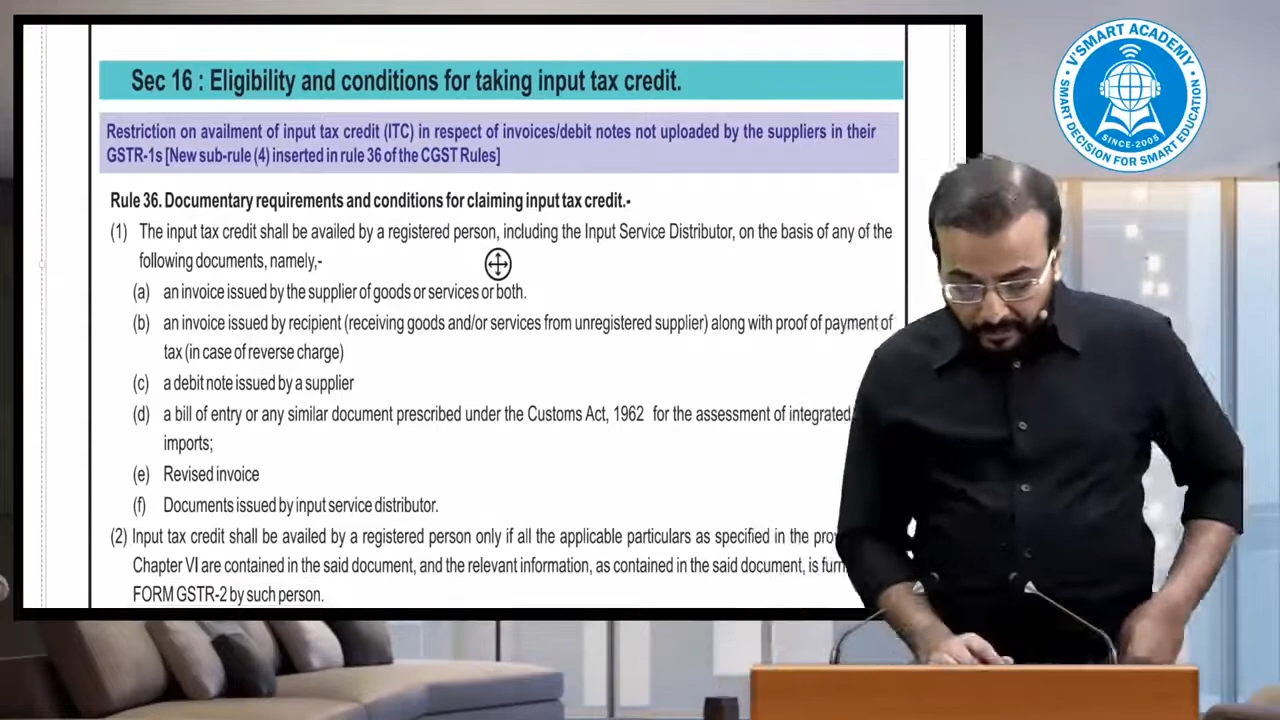 Sec 16 : Eligibility and conditions for taking input tax credit.
Restriction on availment of input tax credit (ITC) in respect of invoices/debit notes not uploaded by the suppliers in their
GSTR-1s [New sub-rule (4) inserted in rule 36 of the CGST Rules]
Rule 36. Documentary requirements and conditions for claiming input tax credit.-
(1) The input tax credit shall be availed by a registered person, including the Input Service Distributor, on the basis of any of the
following documents, namely,-
(a) an invoice issued by the supplier of goods or services or both.
(b) an invoice issued by recipient (receiving goods and/or services from unregistered supplier) along with proof of payment of
tax (in case of reverse charge)
(c) a debit note issued by a supplier
(d) a bill of entry or any similar document prescribed under the Customs Act, 1962 for the assessment of integrated
imports;
(e) Revised invoice
(f) Documents issued by input service distributor.
(2) Input tax credit shall be availed by a registered person only if all the applicable particulars as specified in the
Chapter VI are contained in the said document, and the relevant information, as contained in the said document, is
FORM GSTR-2 by such person.
V'SMART ACADEMY
SINCE-2005
SMART DECISION FOR SMART EDUCATION